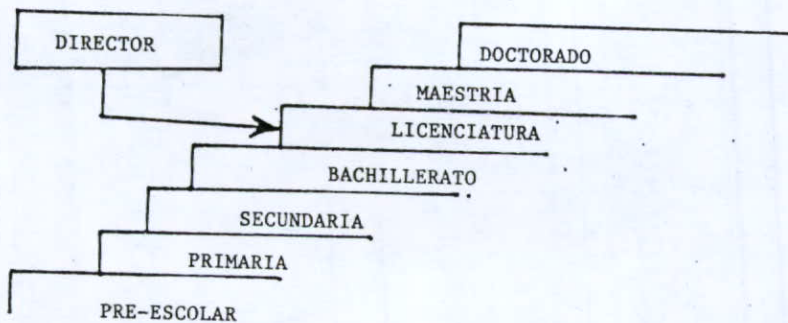 DIRECTOR
DOCTORADO
MAESTRIA
LICENCIATURA
BACHILLERATO
SECUNDARIA
PRIMARIA
PRE-ESCOLAR